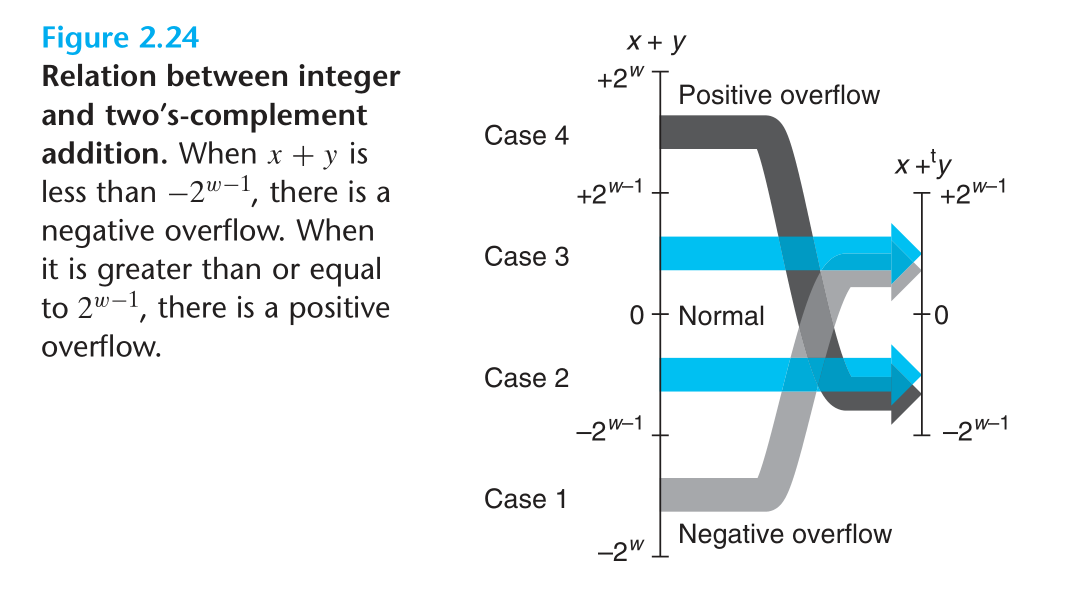 Figure 2.24
Relation between integer
and two’s-complement
addition. When x + y is
less than −2^{w−1}, there is a
negative overflow. When
it is greater than or equal
to 2^{w−1}, there is a positive
overflow.
x + y
+2^w
Positive overflow
Case 4
x +^t y
+2^{w–1}
+2^{w–1}
Case 3
0
Normal
0
Case 2
–2^{w–1}
–2^{w–1}
Case 1
Negative overflow
–2^w